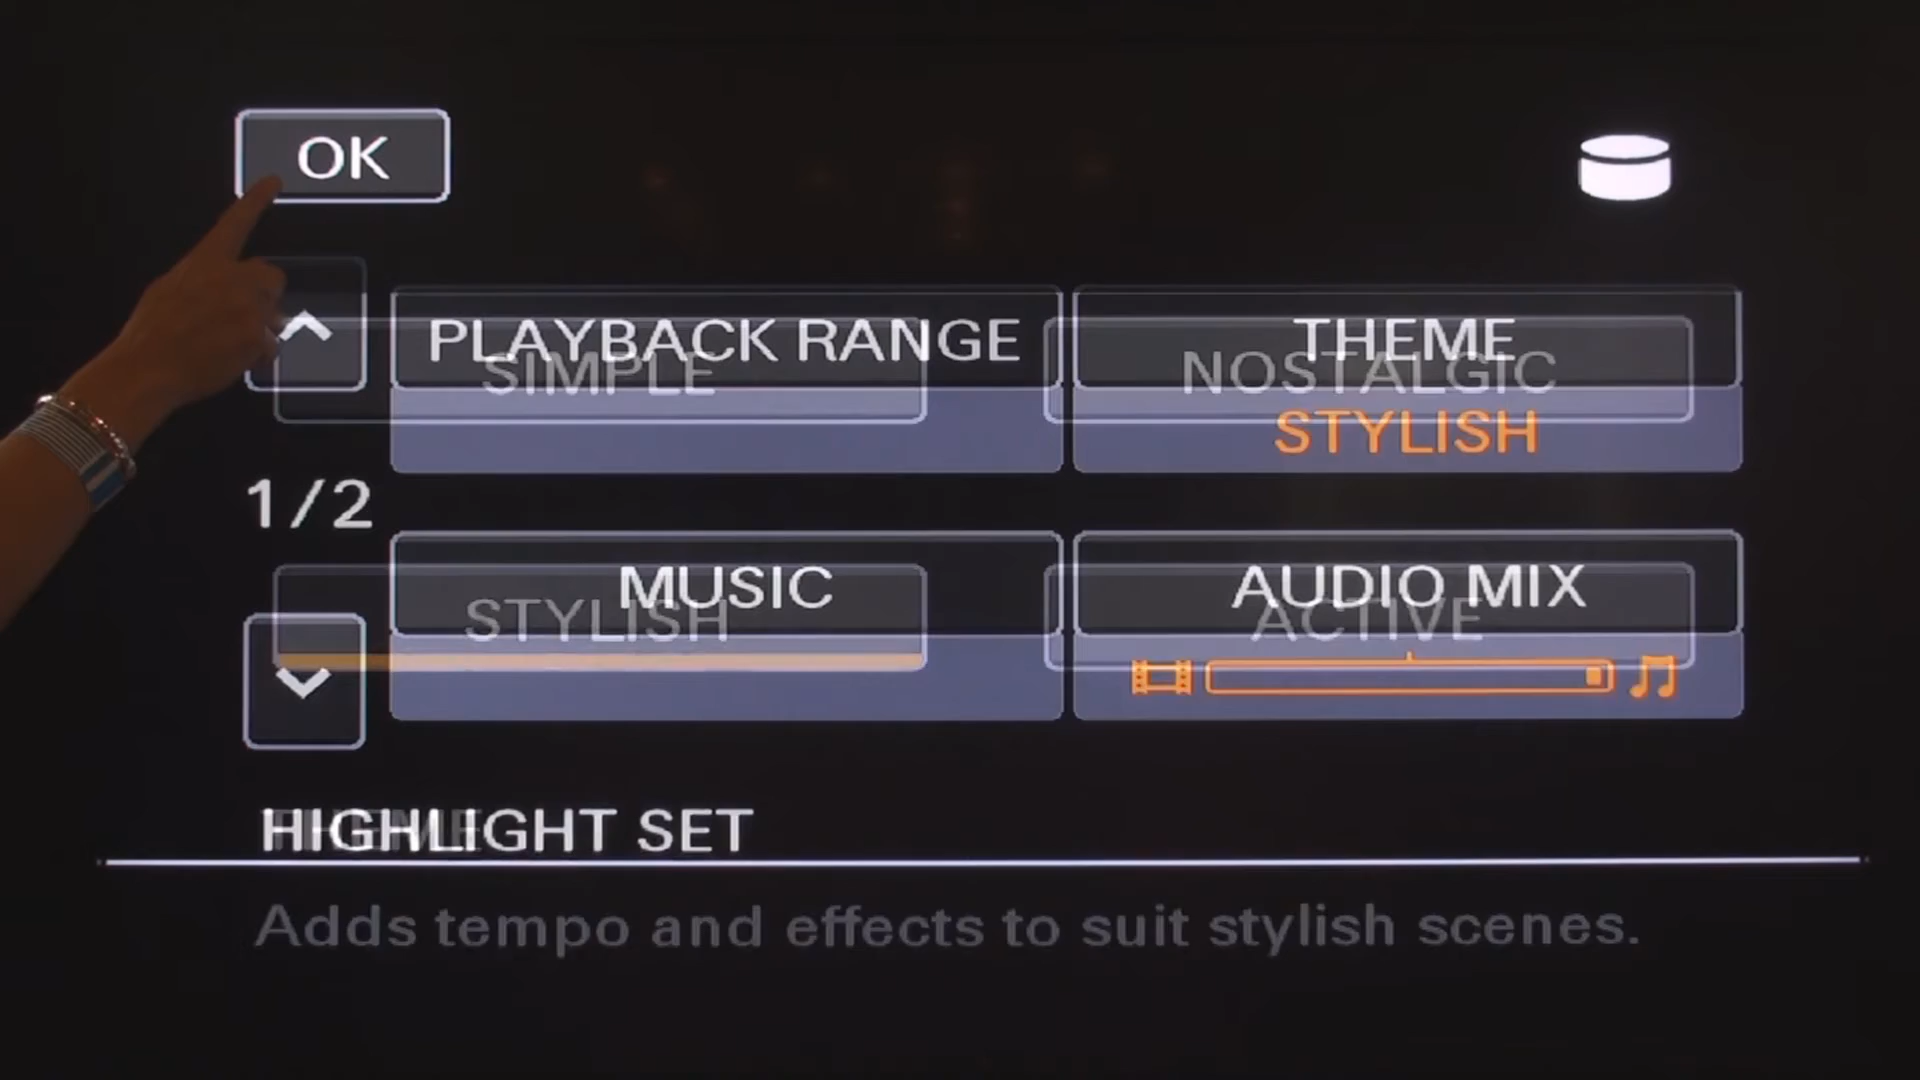 OK
PLAYBACK RANGE
THEME
SIMPLE
NOSTALGIC
STYLISH
1/2
MUSIC
AUDIO MIX
STYLISH
ACTIVE
HIGHLIGHT SET
THEME
Adds tempo and effects to suit stylish scenes.